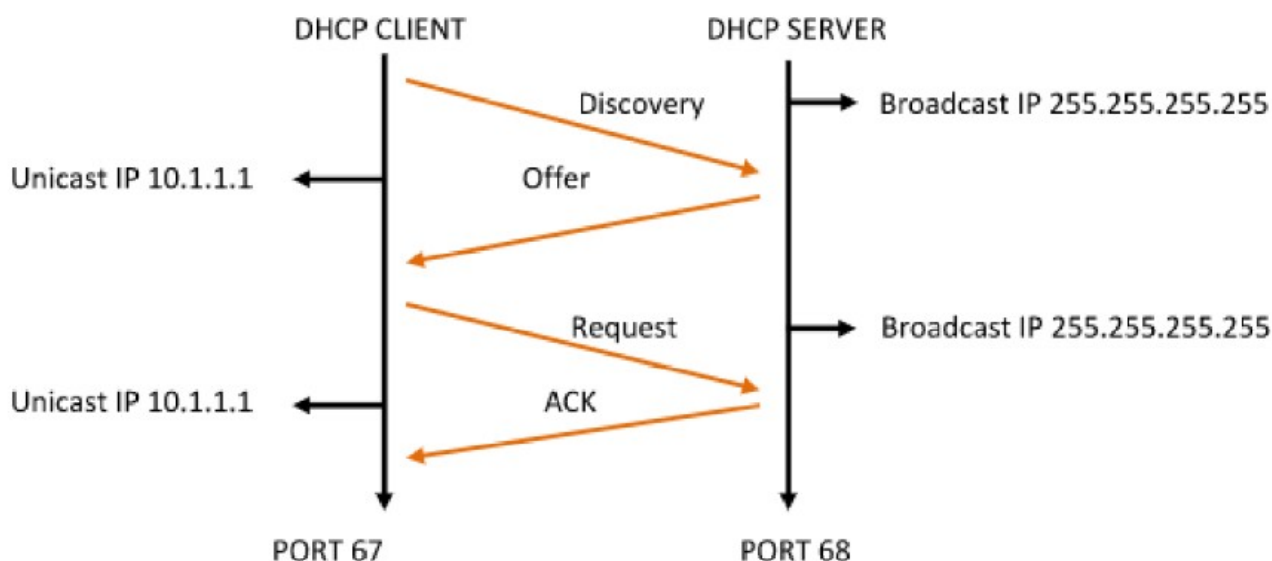 DHCP CLIENT
DHCP SERVER
Discovery
Broadcast IP 255.255.255.255
Unicast IP 10.1.1.1
Offer
Request
Broadcast IP 255.255.255.255
Unicast IP 10.1.1.1
ACK
PORT 67
PORT 68